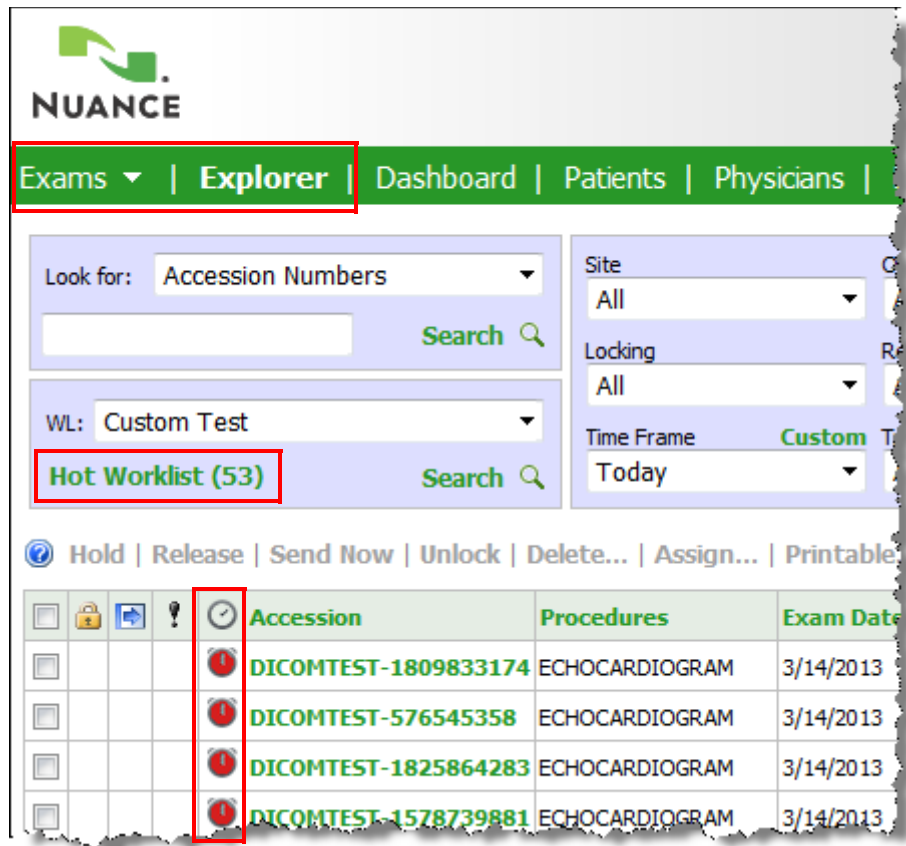 NUANCE
Exams | Explorer | Dashboard | Patients | Physicians |
Look for: Accession Numbers
Search
WL: Custom Test
Hot Worklist (53) Search
Site
All
Locking
All
Time Frame Custom
Today
Hold | Release | Send Now | Unlock | Delete... | Assign... | Printable
Accession Procedures Exam Date
DICOMTEST-1809833174 ECHOCARDIOGRAM 3/14/2013
DICOMTEST-576545358 ECHOCARDIOGRAM 3/14/2013
DICOMTEST-1825864283 ECHOCARDIOGRAM 3/14/2013
DICOMTEST-1578739881 ECHOCARDIOGRAM 3/14/2013